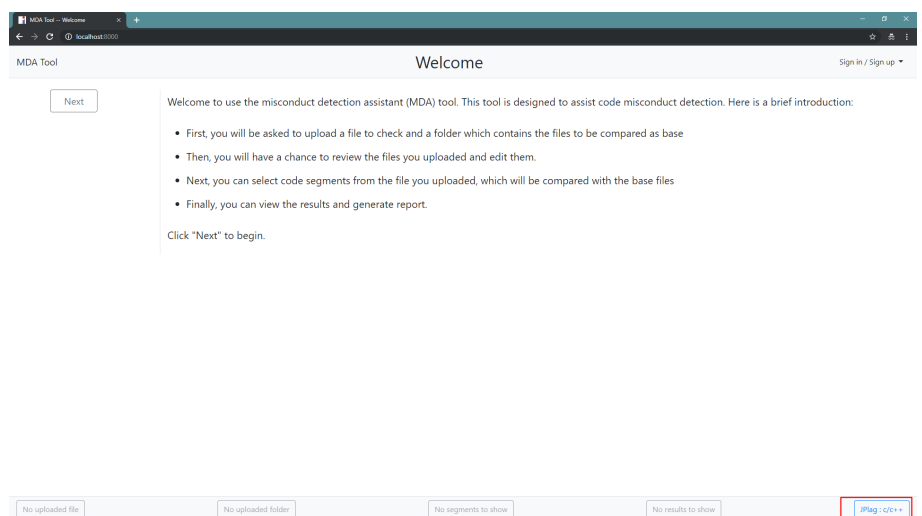 MDA Tool -- Welcome
localhost:8000
MDA Tool
Welcome
Sign in / Sign up
Next
Welcome to use the misconduct detection assistant (MDA) tool. This tool is designed to assist code misconduct detection. Here is a brief introduction:
First, you will be asked to upload a file to check and a folder which contains the files to be compared as base
Then, you will have a chance to review the files you uploaded and edit them.
Next, you can select code segments from the file you uploaded, which will be compared with the base files
Finally, you can view the results and generate report.
Click "Next" to begin.
No uploaded file
No uploaded folder
No segments to show
No results to show
JPlag : c/c++